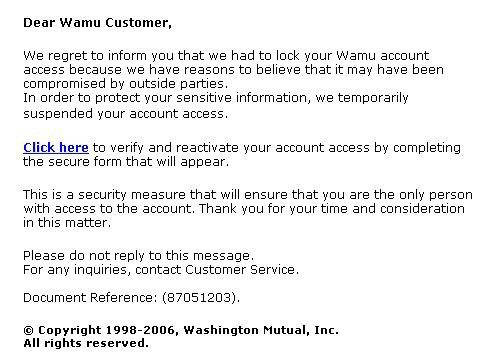 Dear Wamu Customer,
We regret to inform you that we had to lock your Wamu account
access because we have reasons to believe that it may have been
compromised by outside parties.
In order to protect your sensitive information, we temporarily
suspended your account access.
Click here to verify and reactivate your account access by completing
the secure form that will appear.
This is a security measure that will ensure that you are the only person
with access to the account. Thank you for your time and consideration
in this matter.
Please do not reply to this message.
For any inquiries, contact Customer Service.
Document Reference: (87051203).
© Copyright 1998-2006, Washington Mutual, Inc.
All rights reserved.